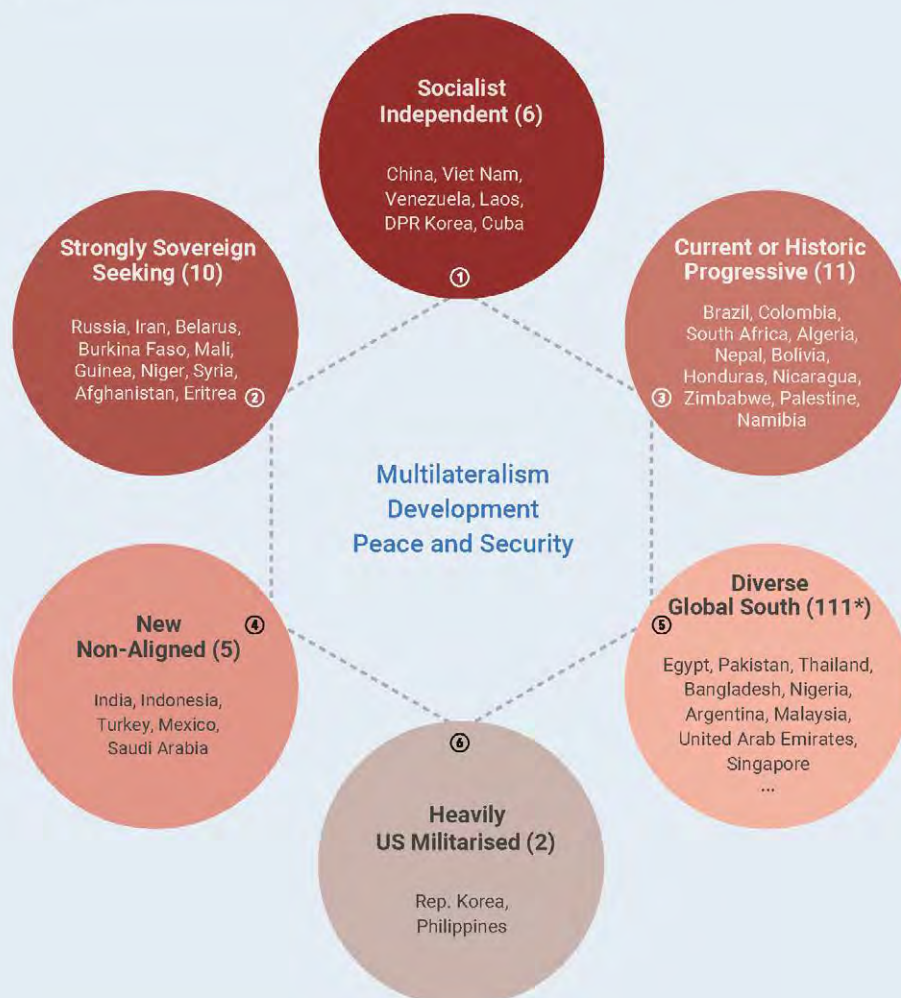 Socialist
Independent (6)
China, Viet Nam,
Venezuela, Laos,
DPR Korea, Cuba
①
Strongly Sovereign
Seeking (10)
Russia, Iran, Belarus,
Burkina Faso, Mali,
Guinea, Niger, Syria,
Afghanistan, Eritrea
②
Current or Historic
Progressive (11)
Brazil, Colombia,
South Africa, Algeria,
Nepal, Bolivia,
Honduras, Nicaragua,
Zimbabwe, Palestine,
Namibia
③
Multilateralism
Development
Peace and Security
④
New
Non-Aligned (5)
India, Indonesia,
Turkey, Mexico,
Saudi Arabia
Diverse
Global South (111*)
⑤
Egypt, Pakistan, Thailand,
Bangladesh, Nigeria,
Argentina, Malaysia,
United Arab Emirates,
Singapore
...
⑥
Heavily
US Militarised (2)
Rep. Korea,
Philippines